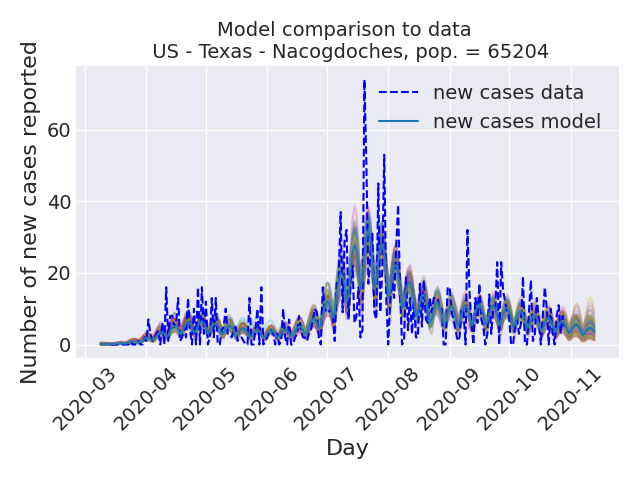 Model comparison to data
US - Texas - Nacogdoches, pop. = 65204
Number of new cases reported
60
40
20
0
new cases data
new cases model
2020-03
2020-04
2020-05
2020-06
2020-07
2020-08
2020-09
2020-10
2020-11
Day